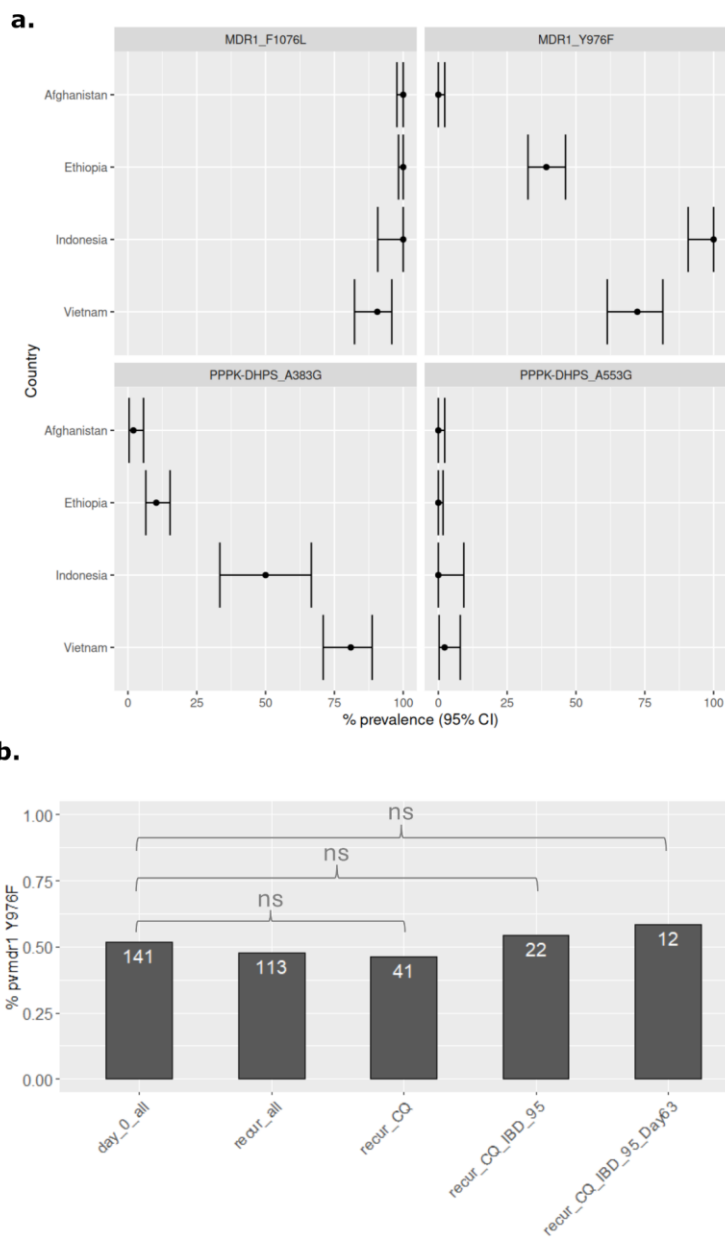 a.
MDR1_F1076L
MDR1_Y976F
Afghanistan
Ethiopia
Indonesia
Vietnam
PPPK-DHPS_A383G
PPPK-DHPS_A553G
Afghanistan
Ethiopia
Indonesia
Vietnam
Country
0 25 50 75 100 0 25 50 75 100
% prevalence (95% CI)
b.
% pvmdr1 Y976F
1.00
0.75
0.50
0.25
0.00
ns
ns
ns
141 113 41 22 12
day_0_all
recur_all
recur_CQ
recur_CQ_IBD_95
recur_CQ_IBD_95_Day63